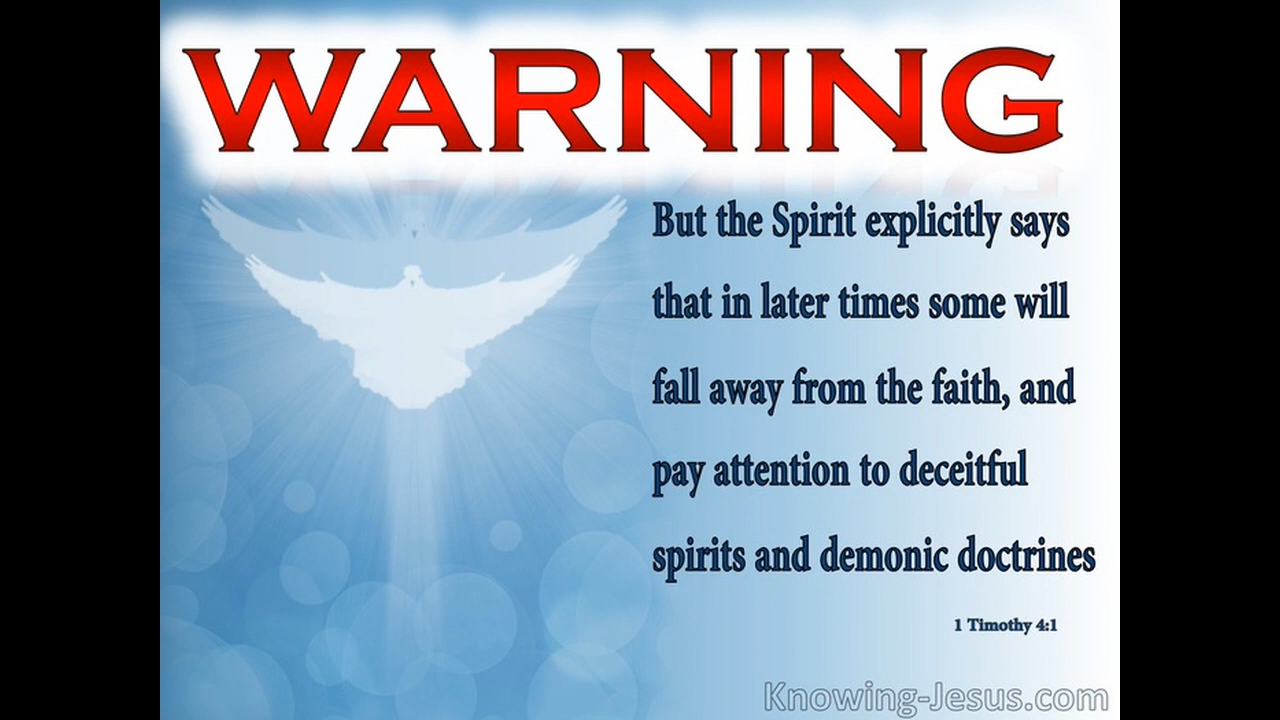 WARNING
But the Spirit explicitly says
that in later times some will
fall away from the faith, and
pay attention to deceitful
spirits and demonic doctrines
1 Timothy 4:1
Knowing-Jesus.com